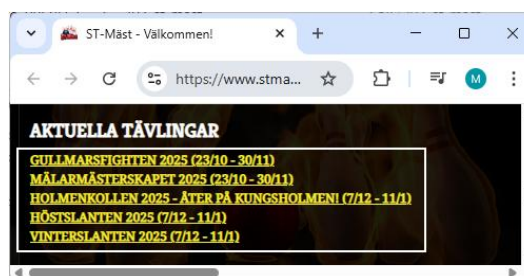 ST-Mäst - Välkommen!
https://www.stma...
M
AKTUELLA TÄVLINGAR
GULLMARSFIGHTEN 2025 (23/10 - 30/11)
MÄLARMÄSTERSKAPET 2025 (23/10 - 30/11)
HOLMENKOLLEN 2025 - ÅTER PÅ KUNGSHOLMEN! (7/12 - 11/1)
HÖSTSLANTEN 2025 (7/12 - 11/1)
VINTERSLANTEN 2025 (7/12 - 11/1)